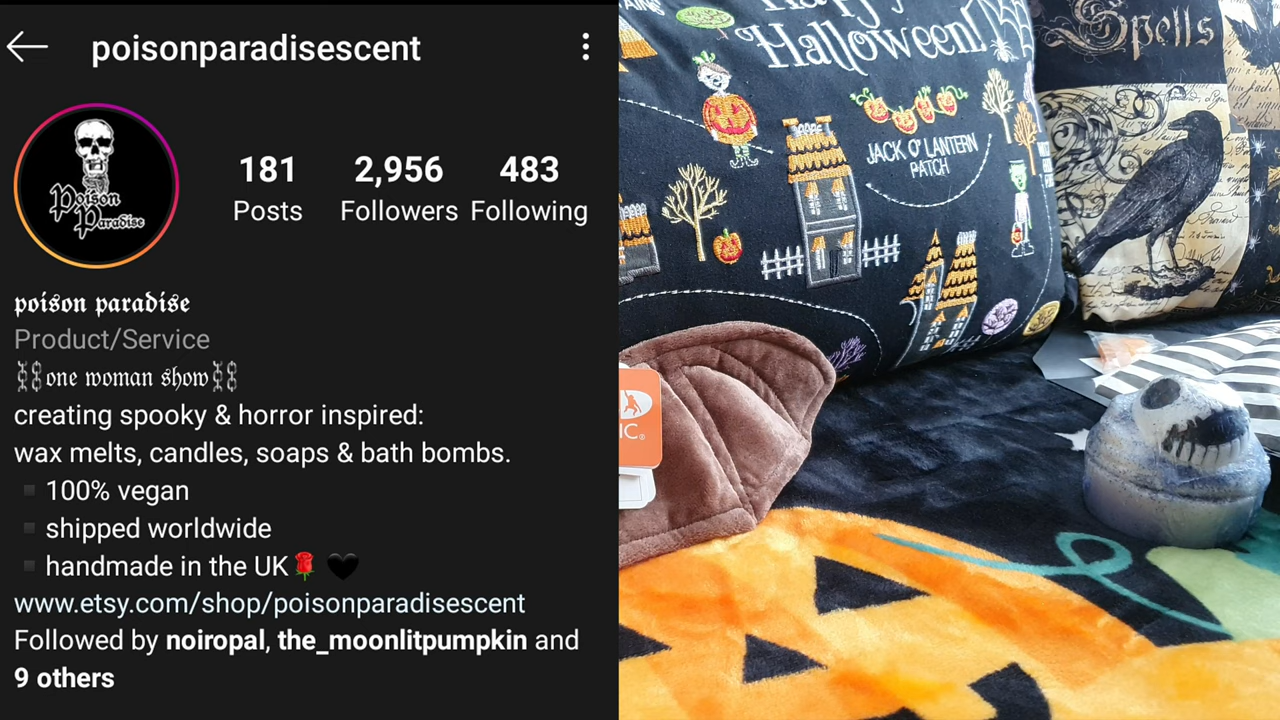 poisonparadisescent
Poison
Paradise
181
Posts
2,956
Followers
483
Following
poison paradise
Product/Service
⛓️one woman show⛓️
creating spooky & horror inspired:
wax melts, candles, soaps & bath bombs.
▪️100% vegan
▪️shipped worldwide
▪️handmade in the UK🌹🖤
www.etsy.com/shop/poisonparadisescent
Followed by noiropal, the_moonlitpumpkin and
9 others
Happy
Halloween!
JACK O' LANTERN
PATCH
Spells
IC®